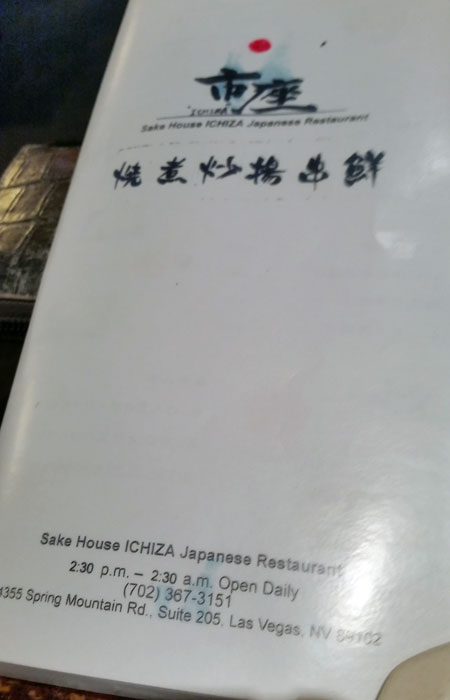 市座
"ICHIZA"
Sake House ICHIZA Japanese Restaurant
焼 煮 炒 揚 串 鮮
Sake House ICHIZA Japanese Restaurant
2:30 p.m. – 2:30 a.m. Open Daily
(702) 367-3151
4355 Spring Mountain Rd., Suite 205, Las Vegas, NV 89102